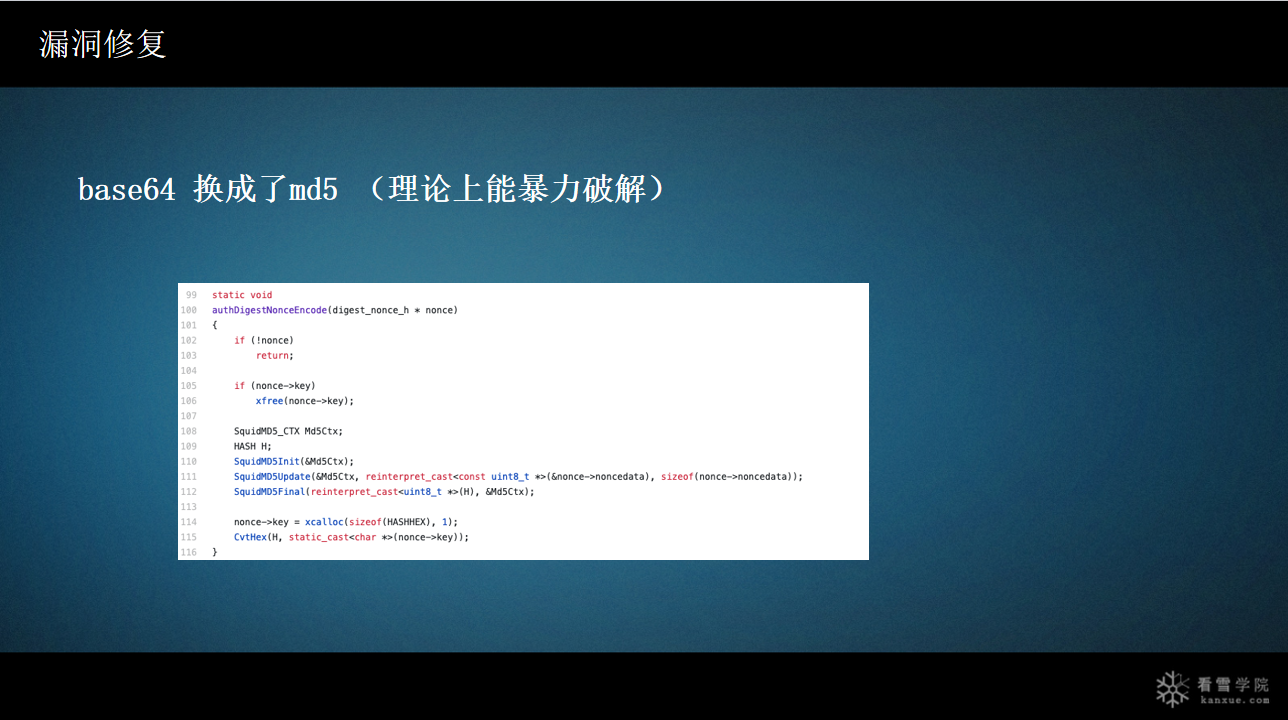 漏洞修复
base64 换成了md5 （理论上能暴力破解）
99 static void
100 authDigestNonceEncode(digest_nonce_h * nonce)
101 {
102     if (!nonce)
103         return;
104
105     if (nonce->key)
106         xfree(nonce->key);
107
108     SquidMD5_CTX Md5Ctx;
109     HASH H;
110     SquidMD5Init(&Md5Ctx);
111     SquidMD5Update(&Md5Ctx, reinterpret_cast<const uint8_t *>(&nonce->noncedata), sizeof(nonce->noncedata));
112     SquidMD5Final(reinterpret_cast<uint8_t *>(H), &Md5Ctx);
113
114     nonce->key = xcalloc(sizeof(HASHHEX), 1);
115     CvtHex(H, static_cast<char *>(nonce->key));
116 }
看雪学院
kanxue.com